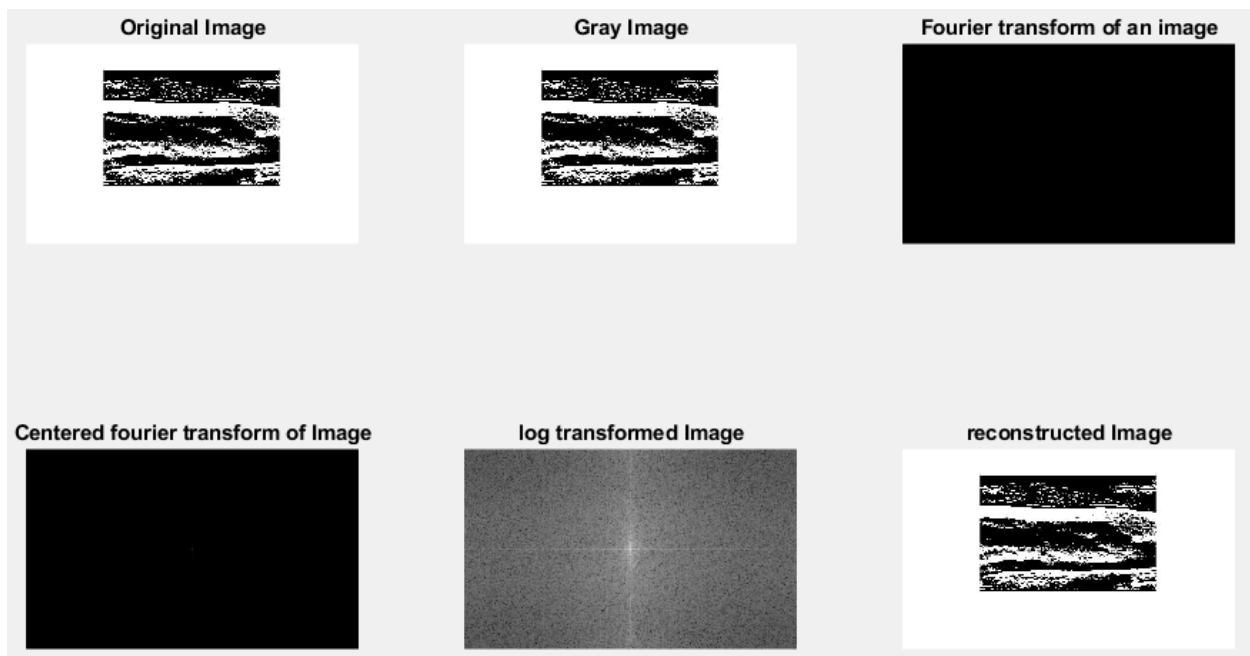 Original Image
Gray Image
Fourier transform of an image
Centered fourier transform of Image
log transformed Image
reconstructed Image